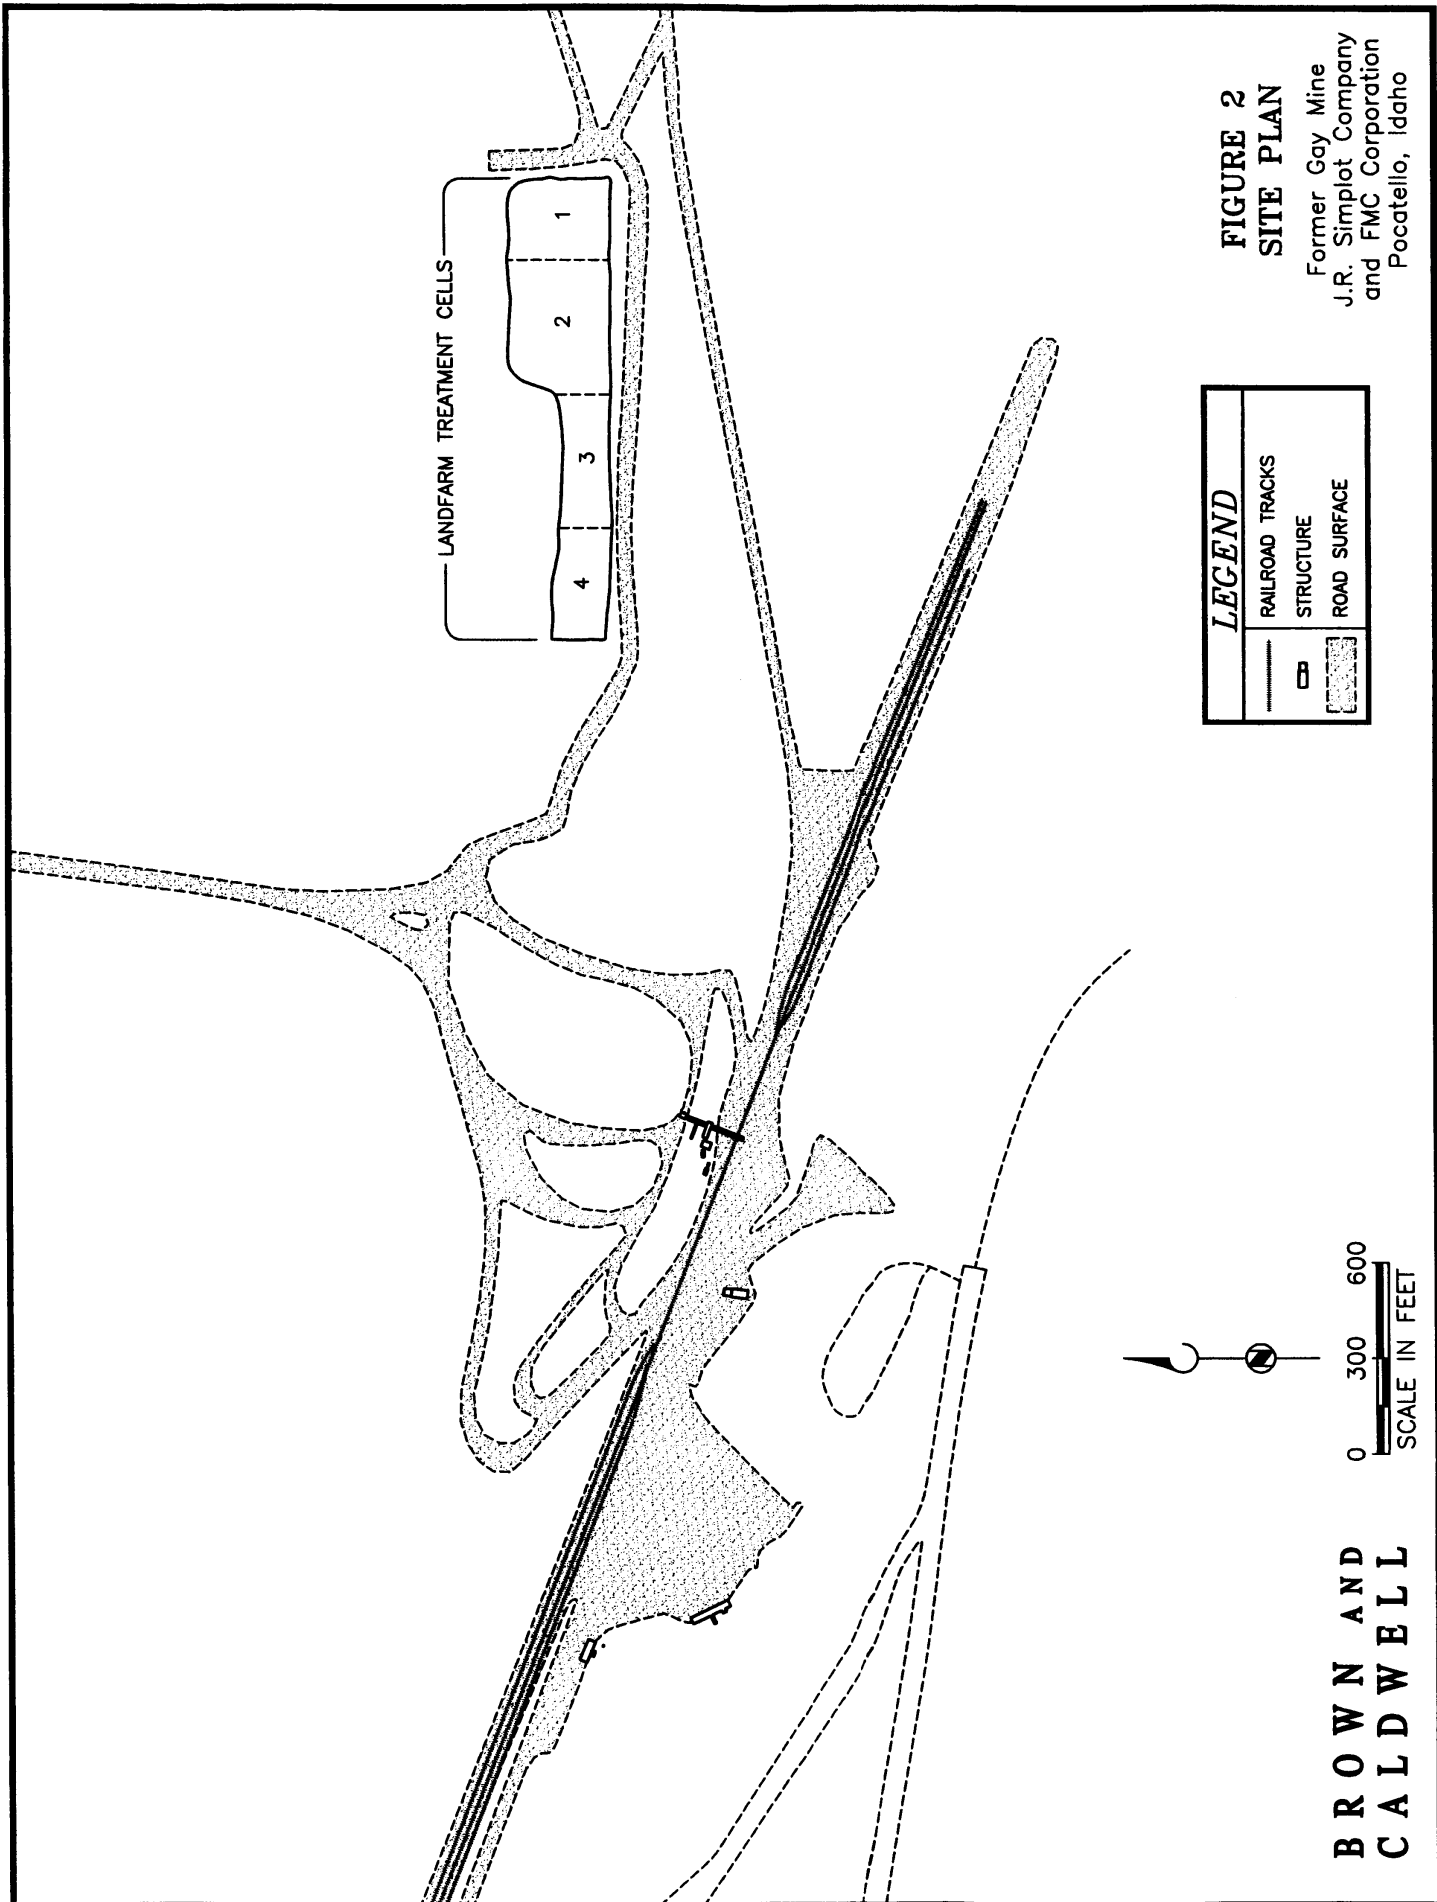 LANDFARM TREATMENT CELLS
4
3
2
1
BROWN AND
CALDWELL
0 300 600
SCALE IN FEET
LEGEND
RAILROAD TRACKS
STRUCTURE
ROAD SURFACE
FIGURE 2
SITE PLAN
Former Gay Mine
J.R. Simplot Company
and FMC Corporation
Pocatello, Idaho